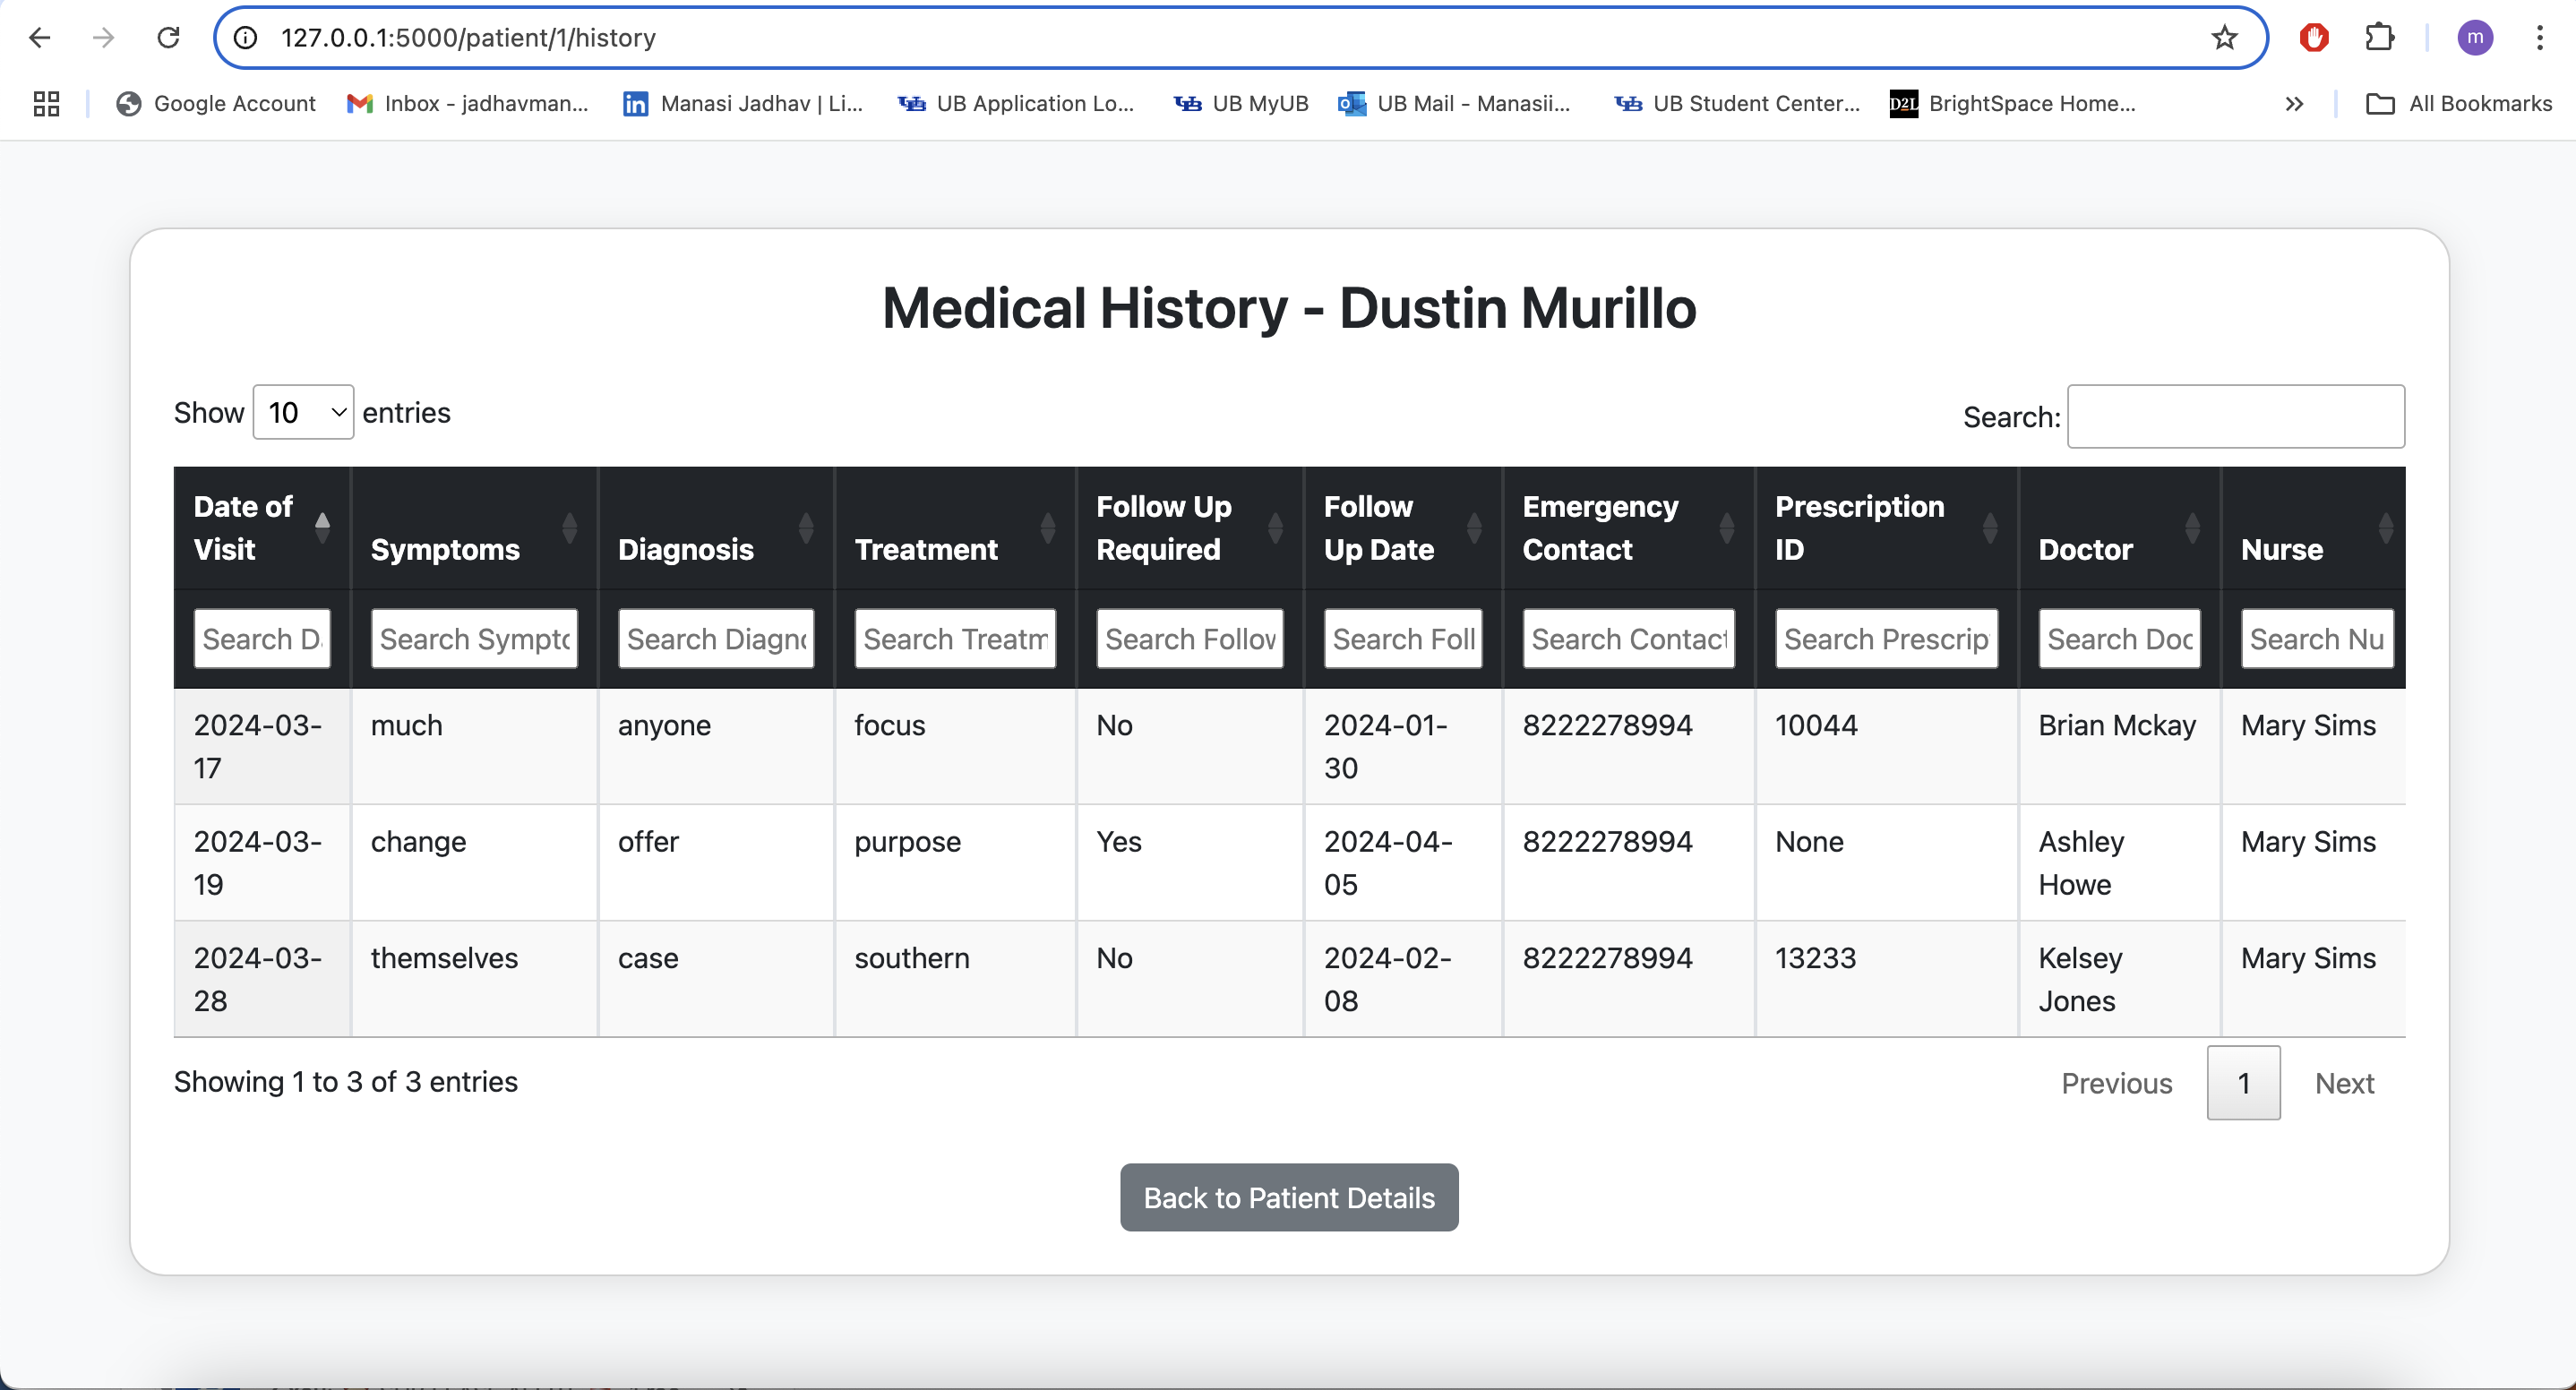 127.0.0.1:5000/patient/1/history
m
Google Account
Inbox - jadhavman...
Manasi Jadhav | Li...
UB Application Lo...
UB MyUB
UB Mail - Manasii...
UB Student Center...
D2L BrightSpace Home...
All Bookmarks
Medical History - Dustin Murillo
Show 10 entries
Search:
Date of Visit Symptoms Diagnosis Treatment Follow Up Required Follow Up Date Emergency Contact Prescription ID Doctor Nurse
Search D Search Sympto Search Diagno Search Treatm Search Follow Search Foll Search Contact Search Prescrip Search Doc Search Nu
2024-03-17 much anyone focus No 2024-01-30 8222278994 10044 Brian Mckay Mary Sims
2024-03-19 change offer purpose Yes 2024-04-05 8222278994 None Ashley Howe Mary Sims
2024-03-28 themselves case southern No 2024-02-08 8222278994 13233 Kelsey Jones Mary Sims
Showing 1 to 3 of 3 entries
Previous 1 Next
Back to Patient Details